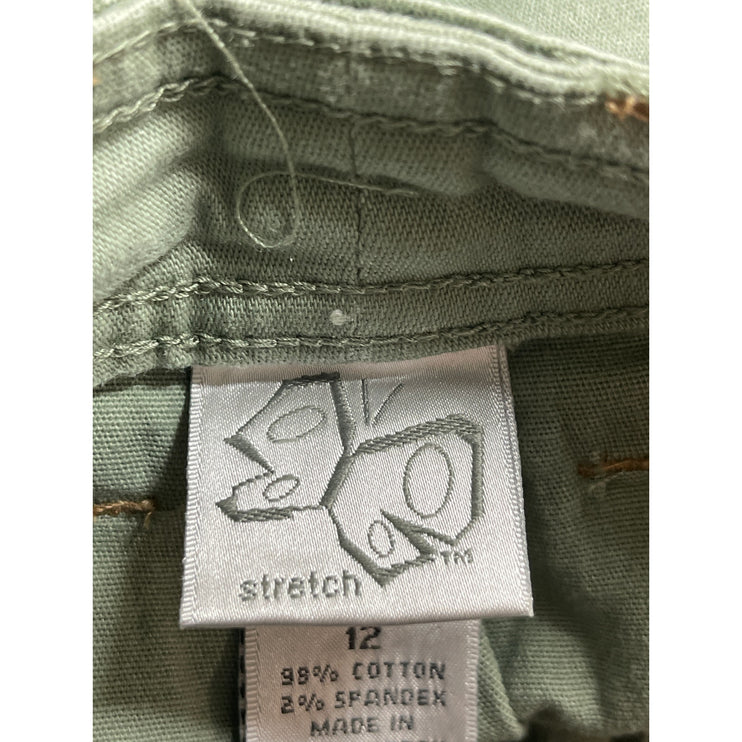 stretch TM
12
98% COTTON
2% SPANDEX
MADE IN